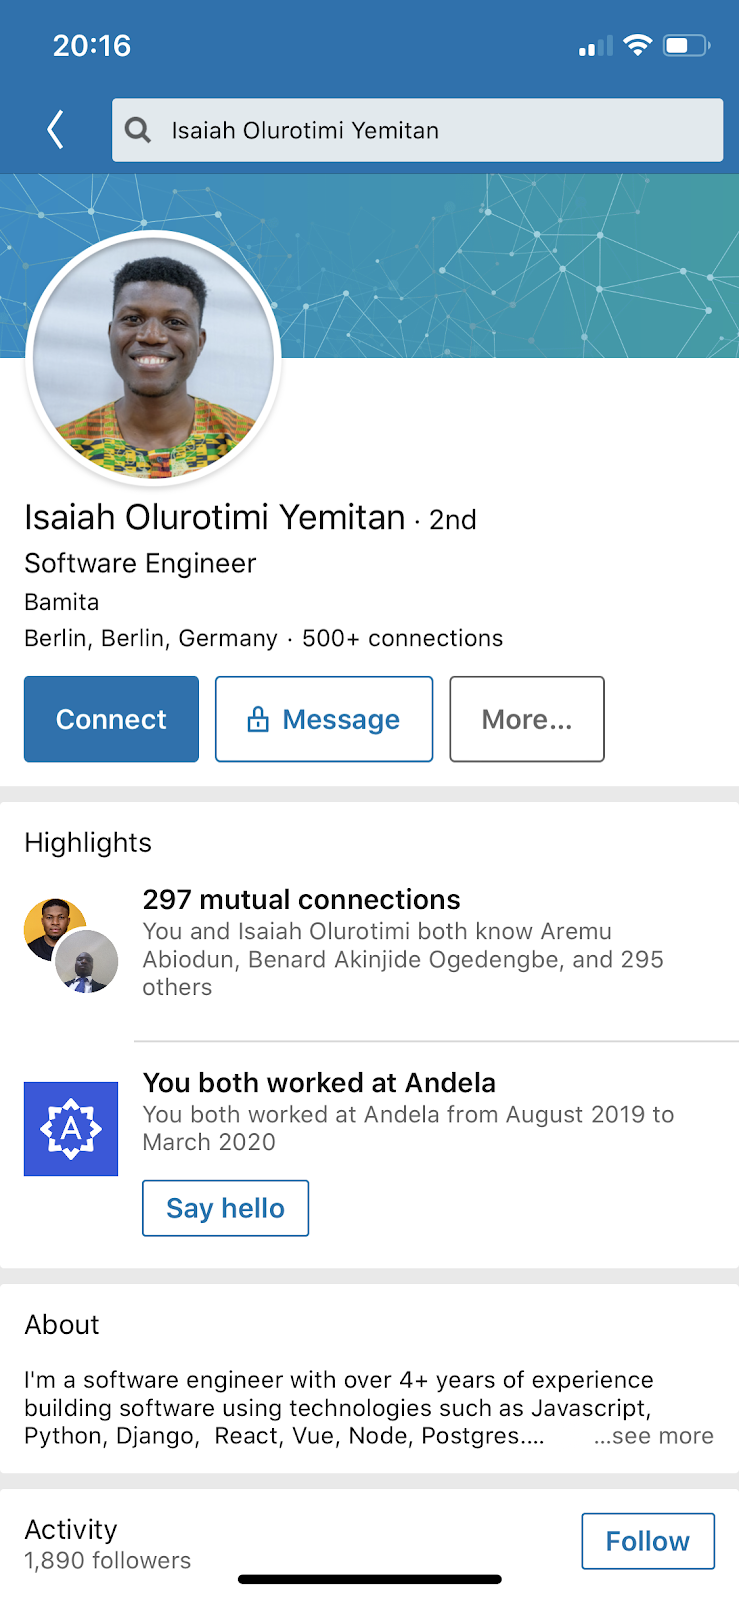 20:16
Isaiah Olurotimi Yemitan
Isaiah Olurotimi Yemitan · 2nd
Software Engineer
Bamita
Berlin, Berlin, Germany · 500+ connections
Connect
Message
More...
Highlights
297 mutual connections
You and Isaiah Olurotimi both know Aremu
Abiodun, Benard Akinjide Ogedengbe, and 295
others
A
You both worked at Andela
You both worked at Andela from August 2019 to
March 2020
Say hello
About
I'm a software engineer with over 4+ years of experience
building software using technologies such as Javascript,
Python, Django,  React, Vue, Node, Postgres.... ...see more
Activity
1,890 followers
Follow